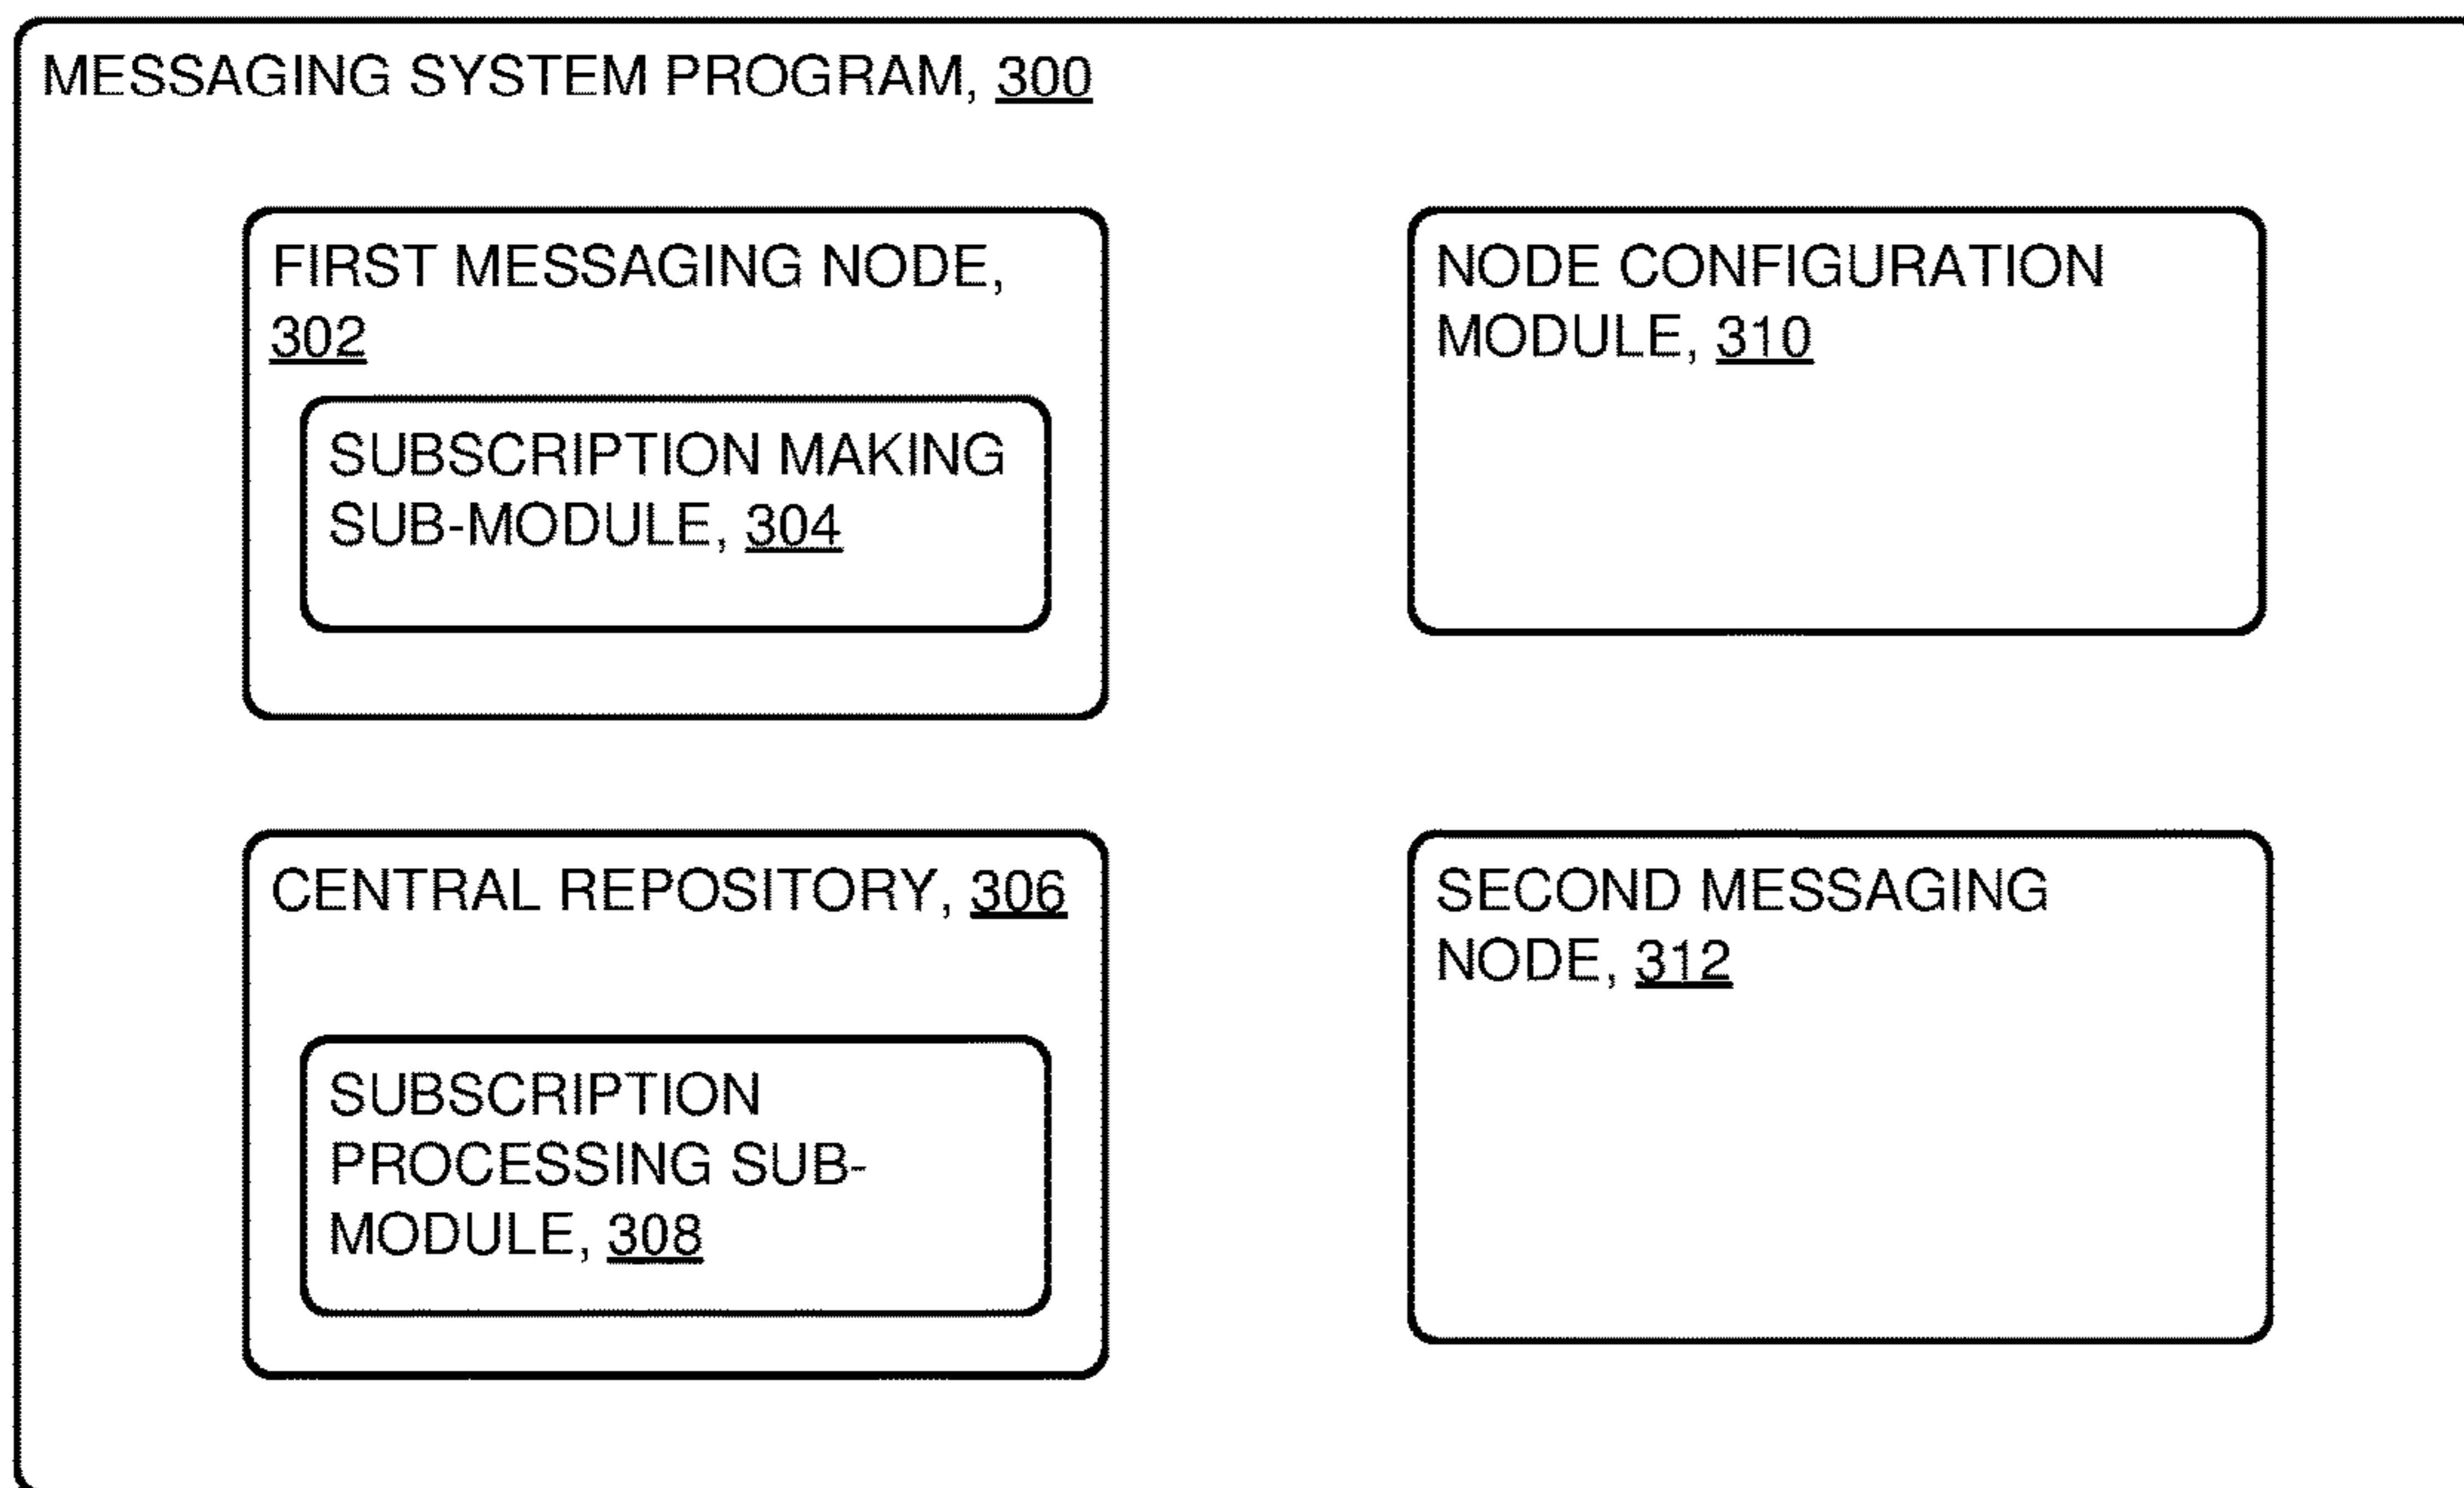 MESSAGING SYSTEM PROGRAM, 300
FIRST MESSAGING NODE,
302
SUBSCRIPTION MAKING
SUB-MODULE, 304
NODE CONFIGURATION
MODULE, 310
CENTRAL REPOSITORY, 306
SUBSCRIPTION
PROCESSING SUB-
MODULE, 308
SECOND MESSAGING
NODE, 312